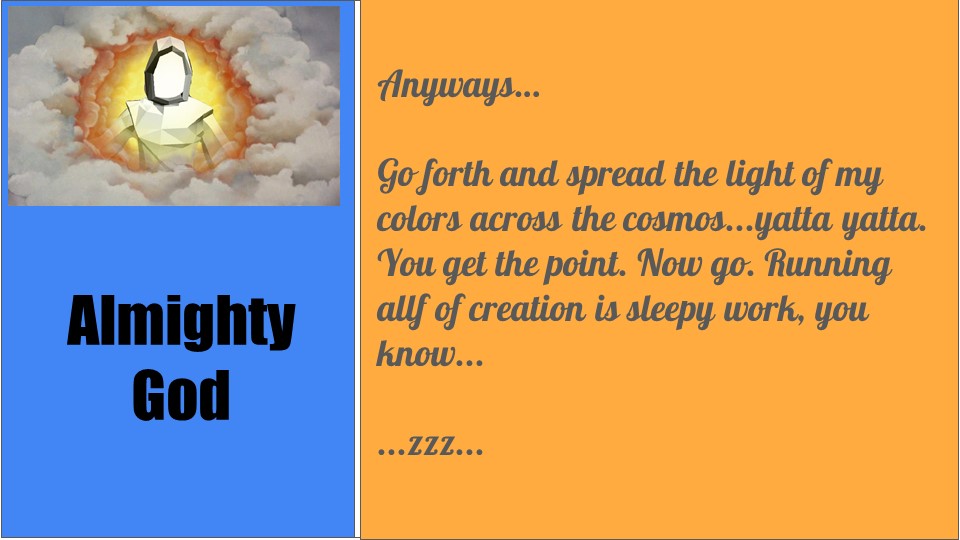 Almighty
God
Anyways...
Go forth and spread the light of my
colors across the cosmos...yatta yatta.
You get the point. Now go. Running
allf of creation is sleepy work, you
know...
...zzz...